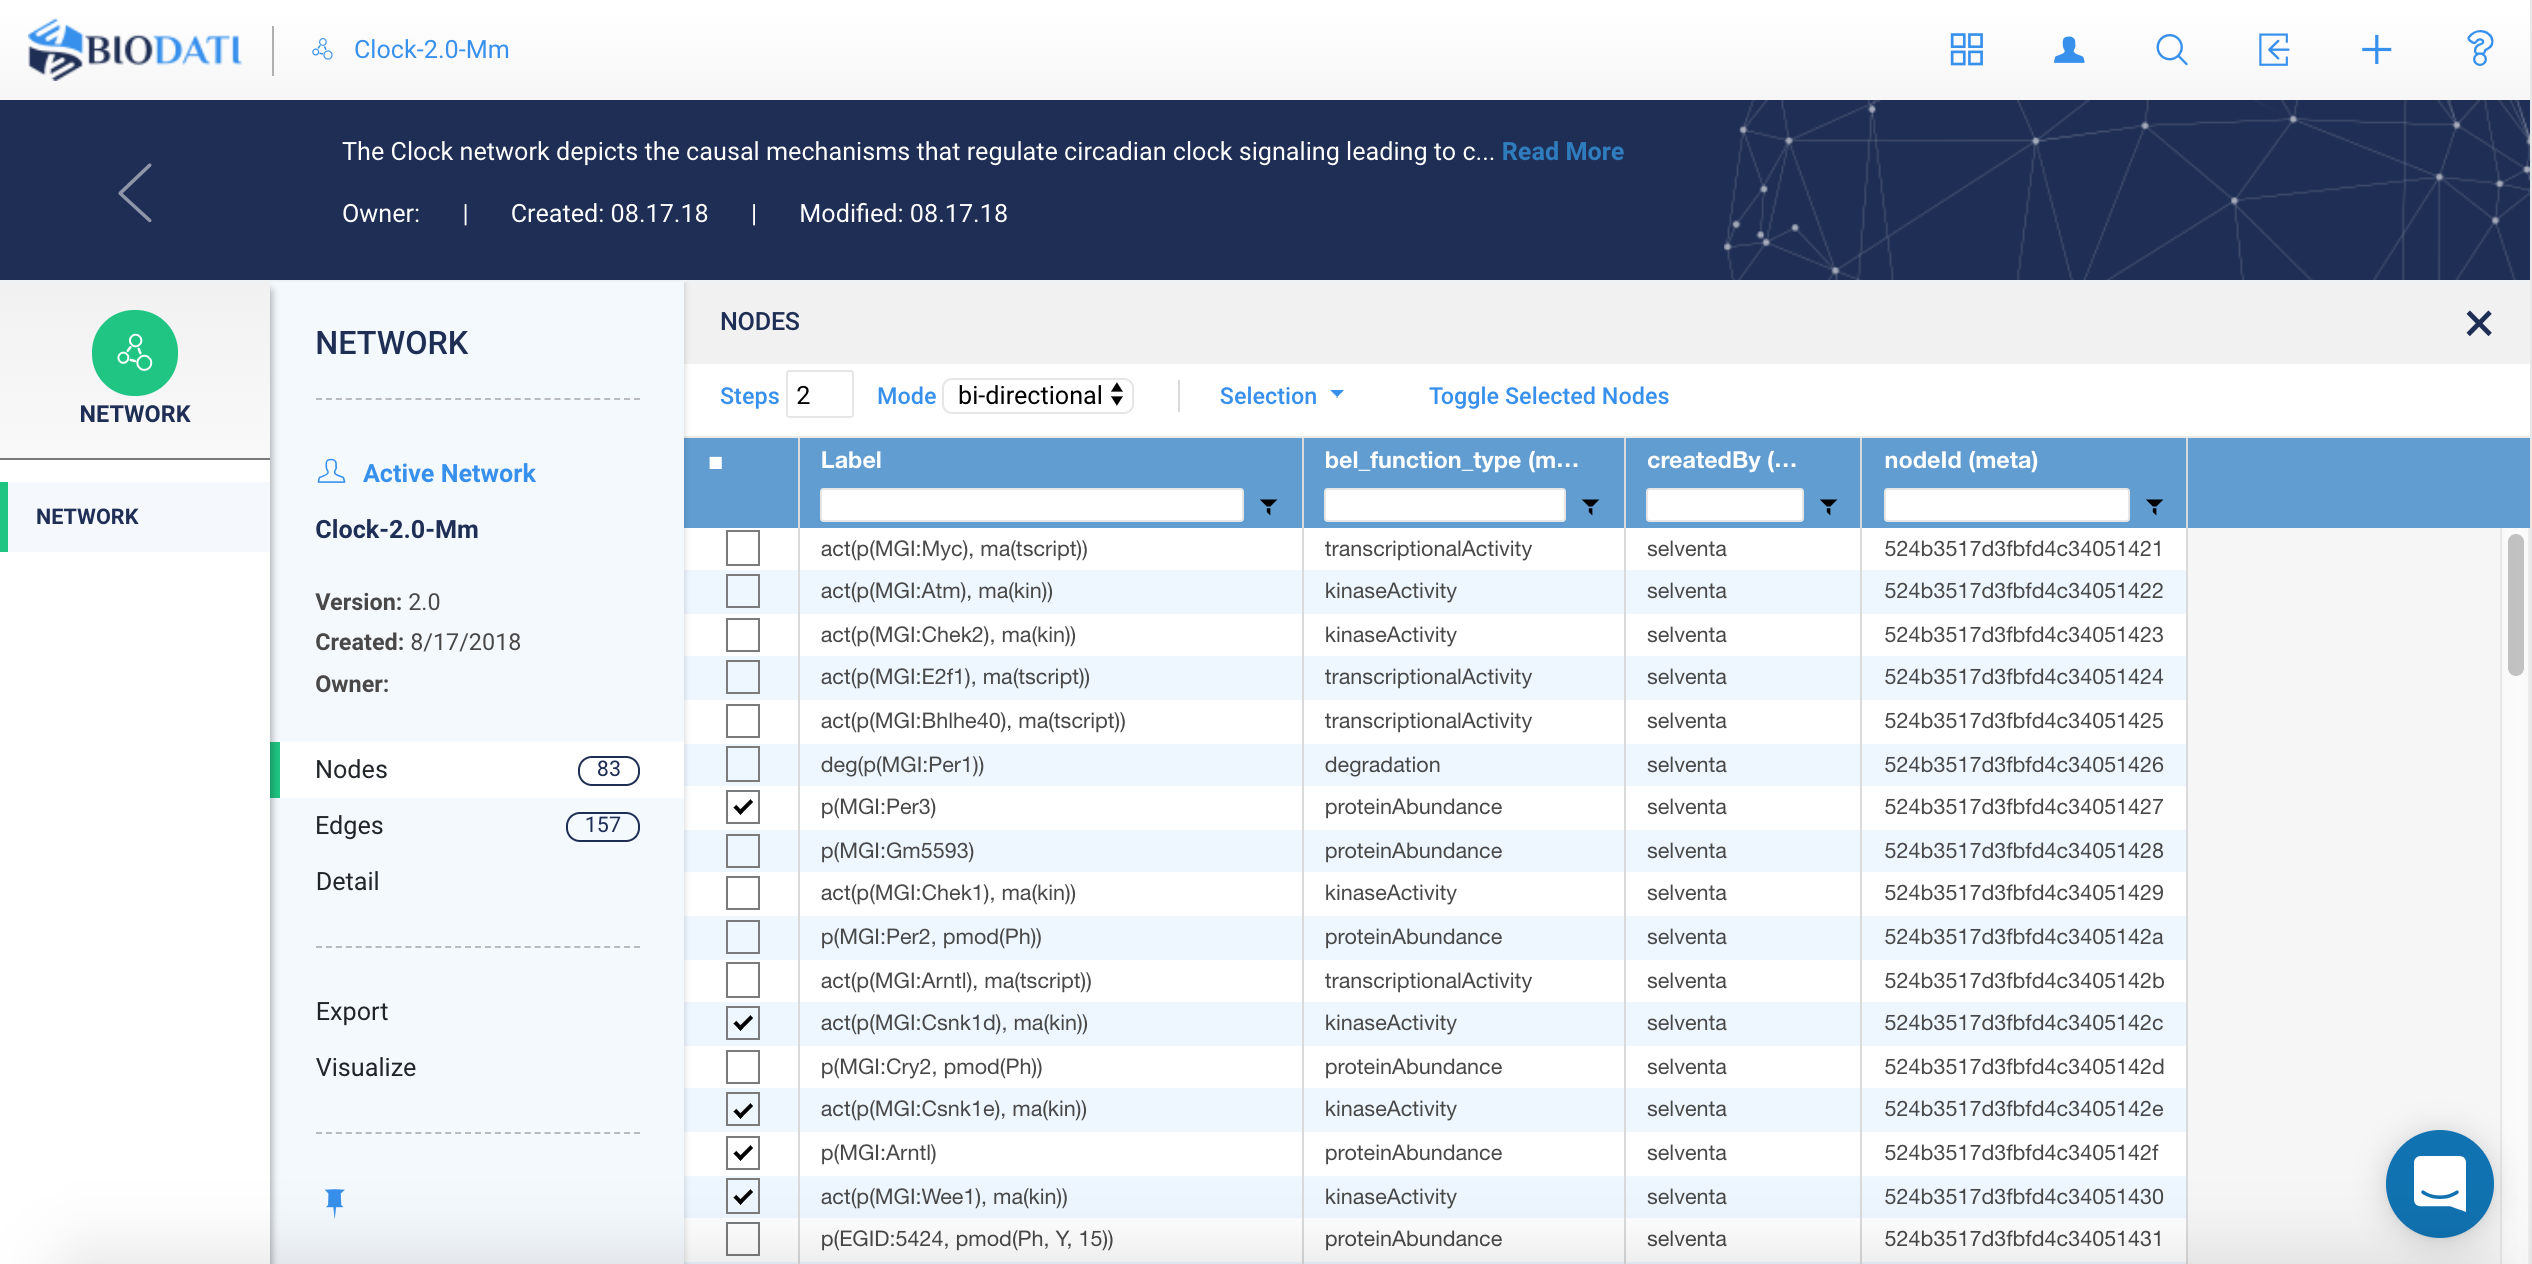 BIODATI
Clock-2.0-Mm
The Clock network depicts the causal mechanisms that regulate circadian clock signaling leading to c... Read More
Owner: | Created: 08.17.18 | Modified: 08.17.18
NETWORK
NETWORK
NETWORK
Active Network
Clock-2.0-Mm
Version: 2.0
Created: 8/17/2018
Owner:
Nodes 83
Edges 157
Detail
Export
Visualize
NODES
Steps 2 Mode bi-directional Selection Toggle Selected Nodes
Label bel_function_type (m... createdBy (... nodeId (meta)
act(p(MGI:Myc), ma(tscript)) transcriptionalActivity selventa 524b3517d3fbfd4c34051421
act(p(MGI:Atm), ma(kin)) kinaseActivity selventa 524b3517d3fbfd4c34051422
act(p(MGI:Chek2), ma(kin)) kinaseActivity selventa 524b3517d3fbfd4c34051423
act(p(MGI:E2f1), ma(tscript)) transcriptionalActivity selventa 524b3517d3fbfd4c34051424
act(p(MGI:Bhlhe40), ma(tscript)) transcriptionalActivity selventa 524b3517d3fbfd4c34051425
deg(p(MGI:Per1)) degradation selventa 524b3517d3fbfd4c34051426
p(MGI:Per3) proteinAbundance selventa 524b3517d3fbfd4c34051427
p(MGI:Gm5593) proteinAbundance selventa 524b3517d3fbfd4c34051428
act(p(MGI:Chek1), ma(kin)) kinaseActivity selventa 524b3517d3fbfd4c34051429
p(MGI:Per2, pmod(Ph)) proteinAbundance selventa 524b3517d3fbfd4c3405142a
act(p(MGI:Arntl), ma(tscript)) transcriptionalActivity selventa 524b3517d3fbfd4c3405142b
act(p(MGI:Csnk1d), ma(kin)) kinaseActivity selventa 524b3517d3fbfd4c3405142c
p(MGI:Cry2, pmod(Ph)) proteinAbundance selventa 524b3517d3fbfd4c3405142d
act(p(MGI:Csnk1e), ma(kin)) kinaseActivity selventa 524b3517d3fbfd4c3405142e
p(MGI:Arntl) proteinAbundance selventa 524b3517d3fbfd4c3405142f
act(p(MGI:Wee1), ma(kin)) kinaseActivity selventa 524b3517d3fbfd4c34051430
p(EGID:5424, pmod(Ph, Y, 15)) proteinAbundance selventa 524b3517d3fbfd4c34051431